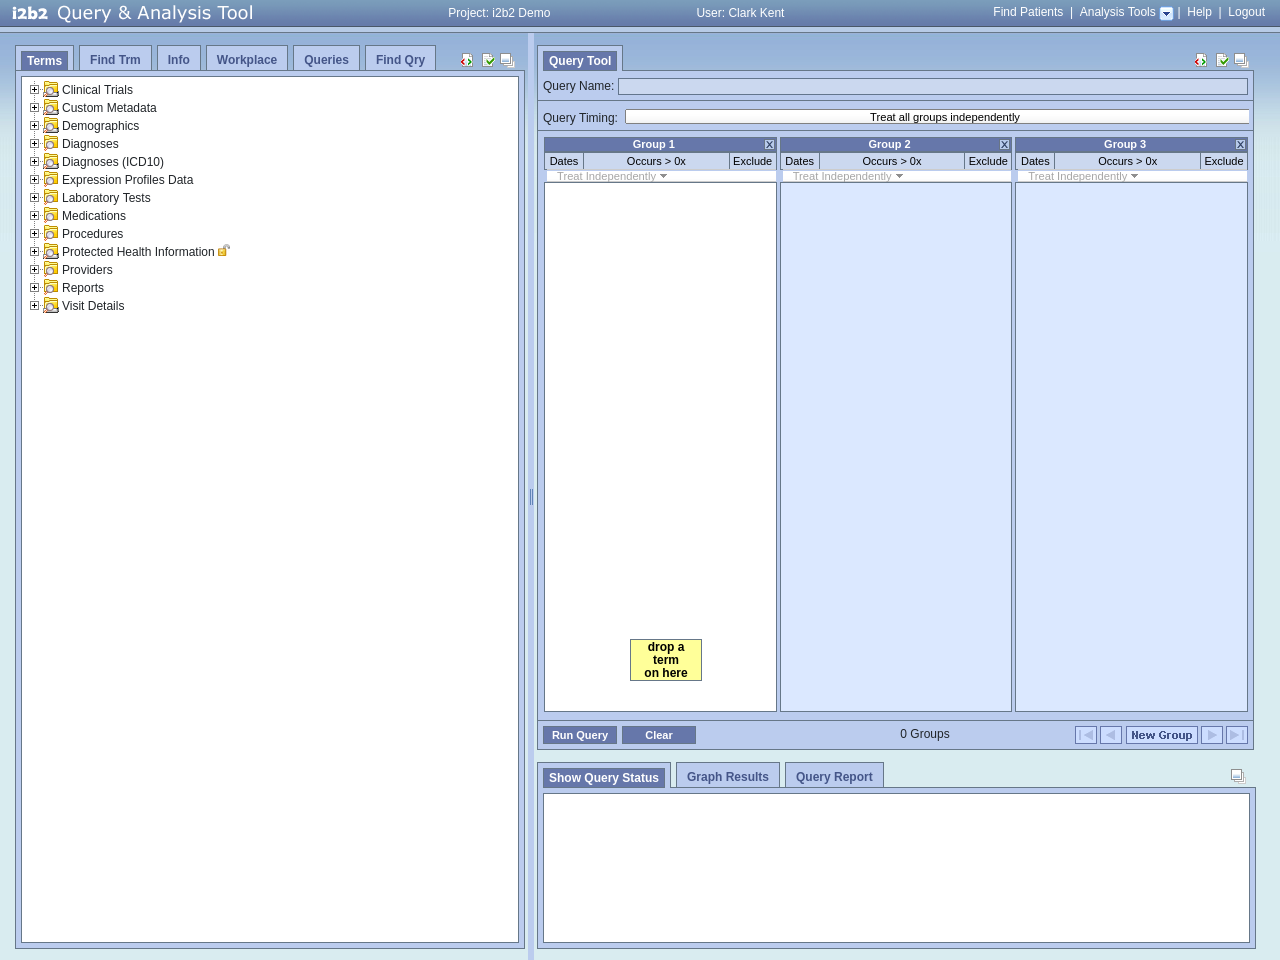 i2b2 Query & Analysis Tool
Project: i2b2 Demo
User: Clark Kent
Find Patients | Analysis Tools | Help | Logout
Terms
Find Trm
Info
Workplace
Queries
Find Qry
Clinical Trials
Custom Metadata
Demographics
Diagnoses
Diagnoses (ICD10)
Expression Profiles Data
Laboratory Tests
Medications
Procedures
Protected Health Information
Providers
Reports
Visit Details
Query Tool
Query Name:
Query Timing:
Treat all groups independently
Group 1 X
Group 2 X
Group 3 X
Dates Occurs > 0x Exclude
Dates Occurs > 0x Exclude
Dates Occurs > 0x Exclude
Treat Independently
Treat Independently
Treat Independently
drop a
term
on here
Run Query
Clear
0 Groups
New Group
Show Query Status
Graph Results
Query Report